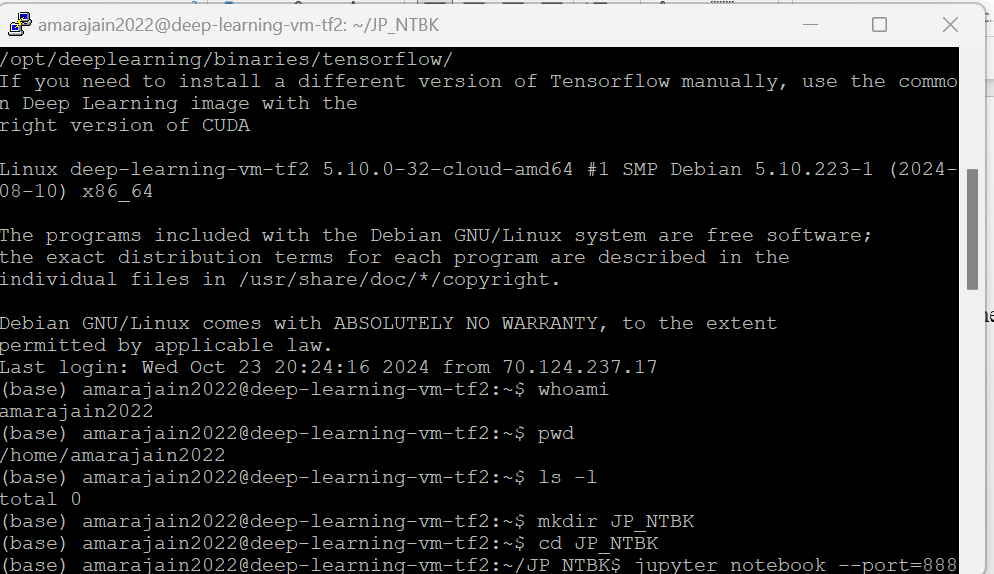 amarajain2022@deep-learning-vm-tf2: ~/JP_NTBK
/opt/deeplearning/binaries/tensorflow/
If you need to install a different version of Tensorflow manually, use the commo
n Deep Learning image with the
right version of CUDA
Linux deep-learning-vm-tf2 5.10.0-32-cloud-amd64 #1 SMP Debian 5.10.223-1 (2024-
08-10) x86_64
The programs included with the Debian GNU/Linux system are free software;
the exact distribution terms for each program are described in the
individual files in /usr/share/doc/*/copyright.
Debian GNU/Linux comes with ABSOLUTELY NO WARRANTY, to the extent
permitted by applicable law.
Last login: Wed Oct 23 20:24:16 2024 from 70.124.237.17
(base) amarajain2022@deep-learning-vm-tf2:~$ whoami
amarajain2022
(base) amarajain2022@deep-learning-vm-tf2:~$ pwd
/home/amarajain2022
(base) amarajain2022@deep-learning-vm-tf2:~$ ls -l
total 0
(base) amarajain2022@deep-learning-vm-tf2:~$ mkdir JP_NTBK
(base) amarajain2022@deep-learning-vm-tf2:~$ cd JP_NTBK
(base) amarajain2022@deep-learning-vm-tf2:~/JP_NTBK$ jupyter notebook --port=888